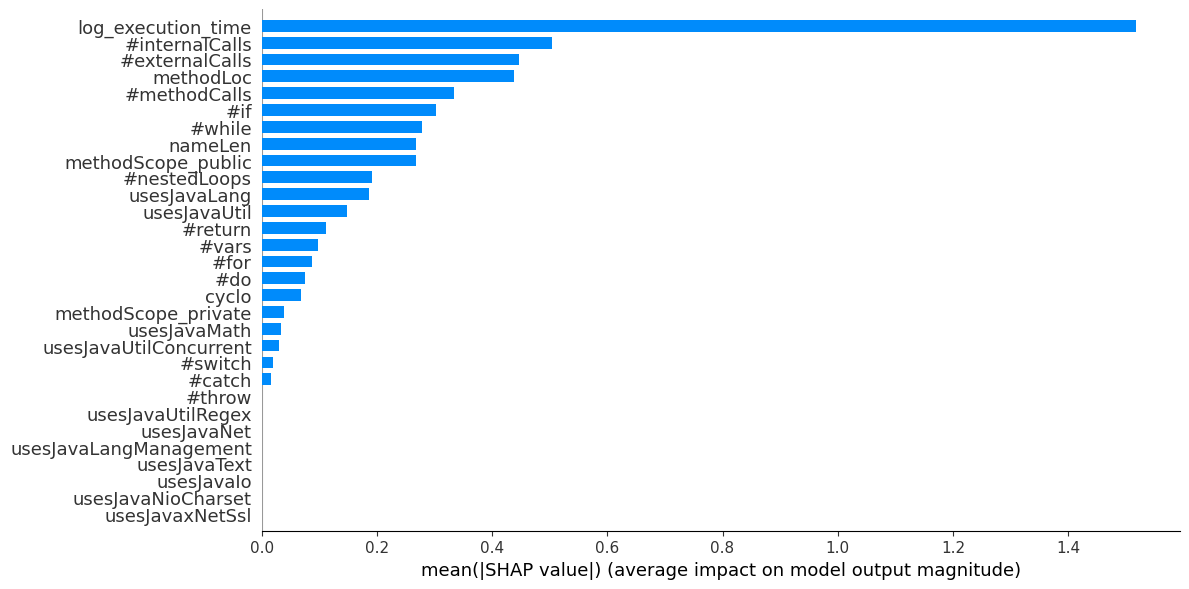 log_execution_time
#internalCalls
#externalCalls
methodLoc
#methodCalls
#if
#while
nameLen
methodScope_public
#nestedLoops
usesJavaLang
usesJavaUtil
#return
#vars
#for
#do
cyclo
methodScope_private
usesJavaMath
usesJavaUtilConcurrent
#switch
#catch
#throw
usesJavaUtilRegex
usesJavaNet
usesJavaLangManagement
usesJavaText
usesJavaIo
usesJavaNioCharset
usesJavaxNetSsl
0.0 0.2 0.4 0.6 0.8 1.0 1.2 1.4
mean(|SHAP value|) (average impact on model output magnitude)